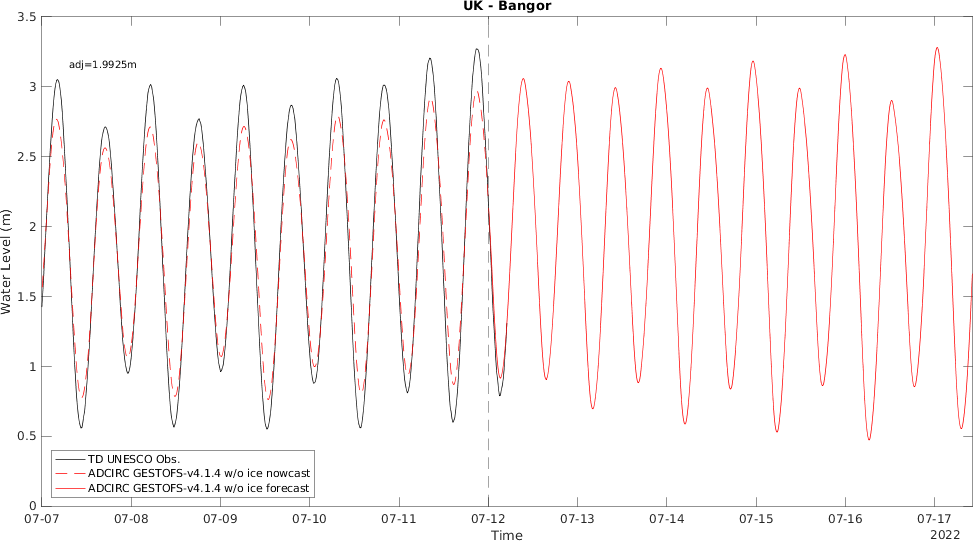 UK - Bangor
adj=1.9925m
Water Level (m)
3.5
3
2.5
2
1.5
1
0.5
0
TD UNESCO Obs.
ADCIRC GESTOFS-v4.1.4 w/o ice nowcast
ADCIRC GESTOFS-v4.1.4 w/o ice forecast
07-07 07-08 07-09 07-10 07-11 07-12 07-13 07-14 07-15 07-16 07-17
Time
2022